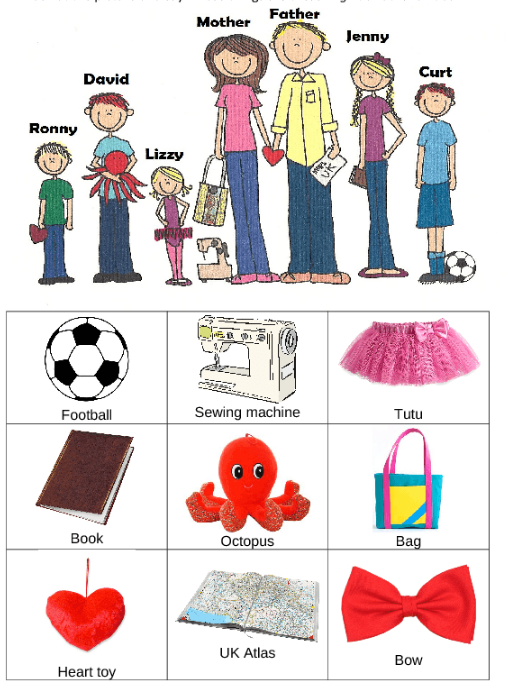 Mother Father
Jenny
David
Curt
Ronny
Lizzy
Football
Sewing machine
Tutu
Book
Octopus
Bag
Heart toy
UK Atlas
Bow